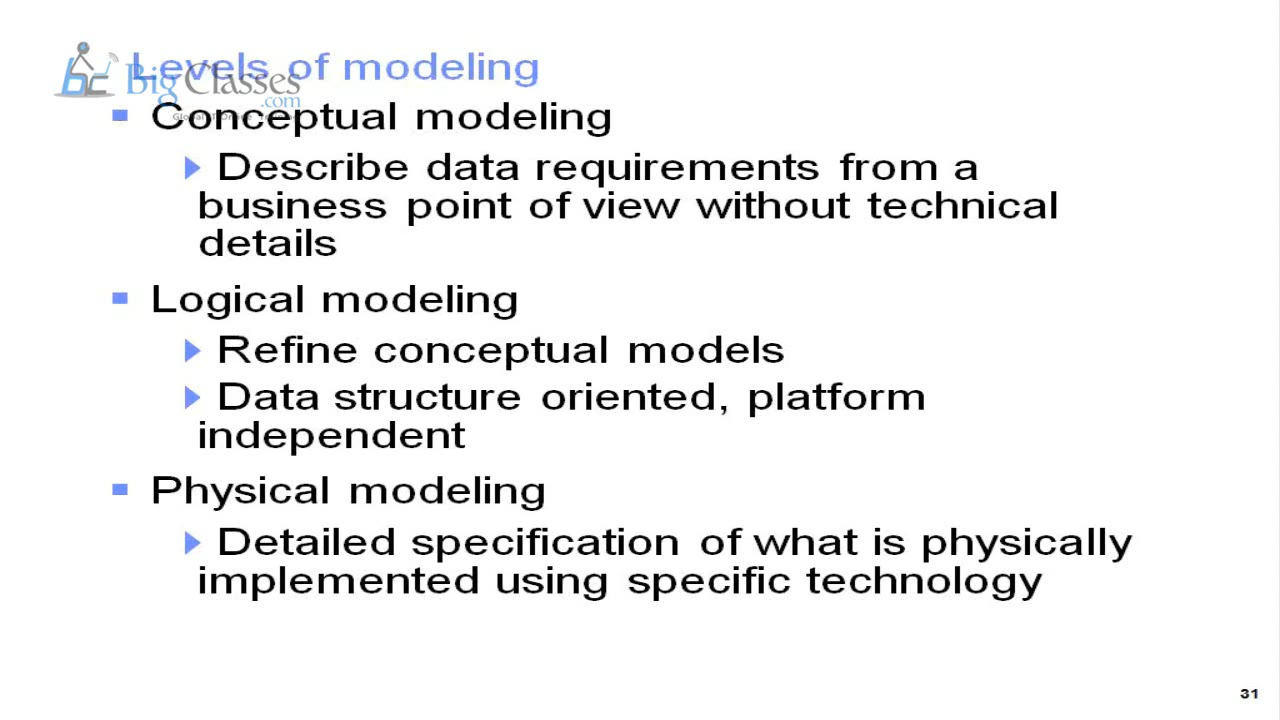 Levels of modeling
BigClasses
.com
Conceptual modeling
Describe data requirements from a
business point of view without technical
details
Logical modeling
Refine conceptual models
Data structure oriented, platform
independent
Physical modeling
Detailed specification of what is physically
implemented using specific technology
31